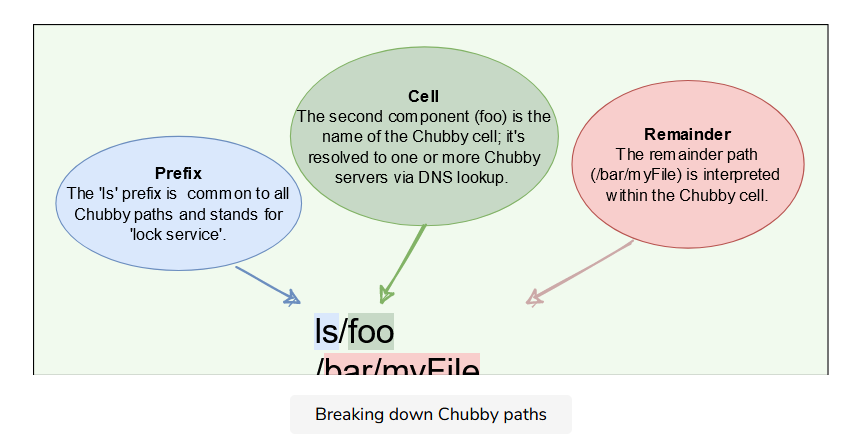 Cell
The second component (foo) is the
name of the Chubby cell; it's
resolved to one or more Chubby
servers via DNS lookup.
Prefix
The 'ls' prefix is common to all
Chubby paths and stands for
'lock service'.
Remainder
The remainder path
(/bar/myFile) is interpreted
within the Chubby cell.
ls/foo
/bar/myFile
Breaking down Chubby paths